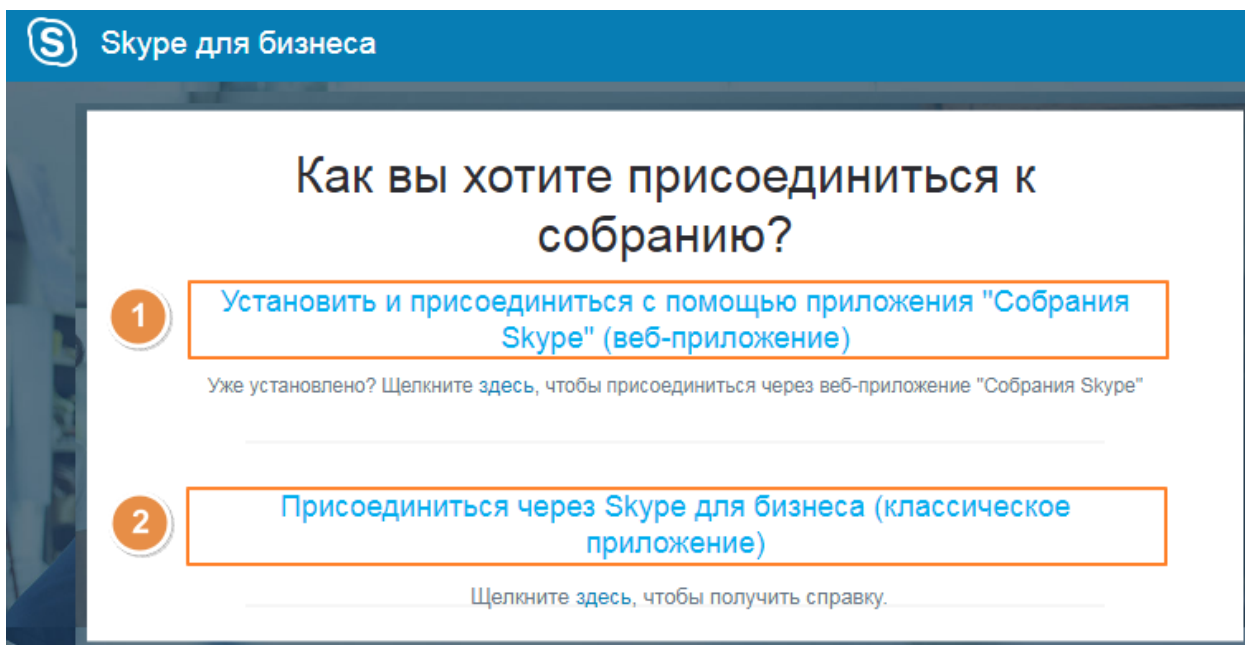 S Skype для бизнеса
Как вы хотите присоединиться к
собранию?
1
Установить и присоединиться с помощью приложения "Собрания
Skype" (веб-приложение)
Уже установлено? Щелкните здесь, чтобы присоединиться через веб-приложение "Собрания Skype"
2
Присоединиться через Skype для бизнеса (классическое
приложение)
Щелкните здесь, чтобы получить справку.